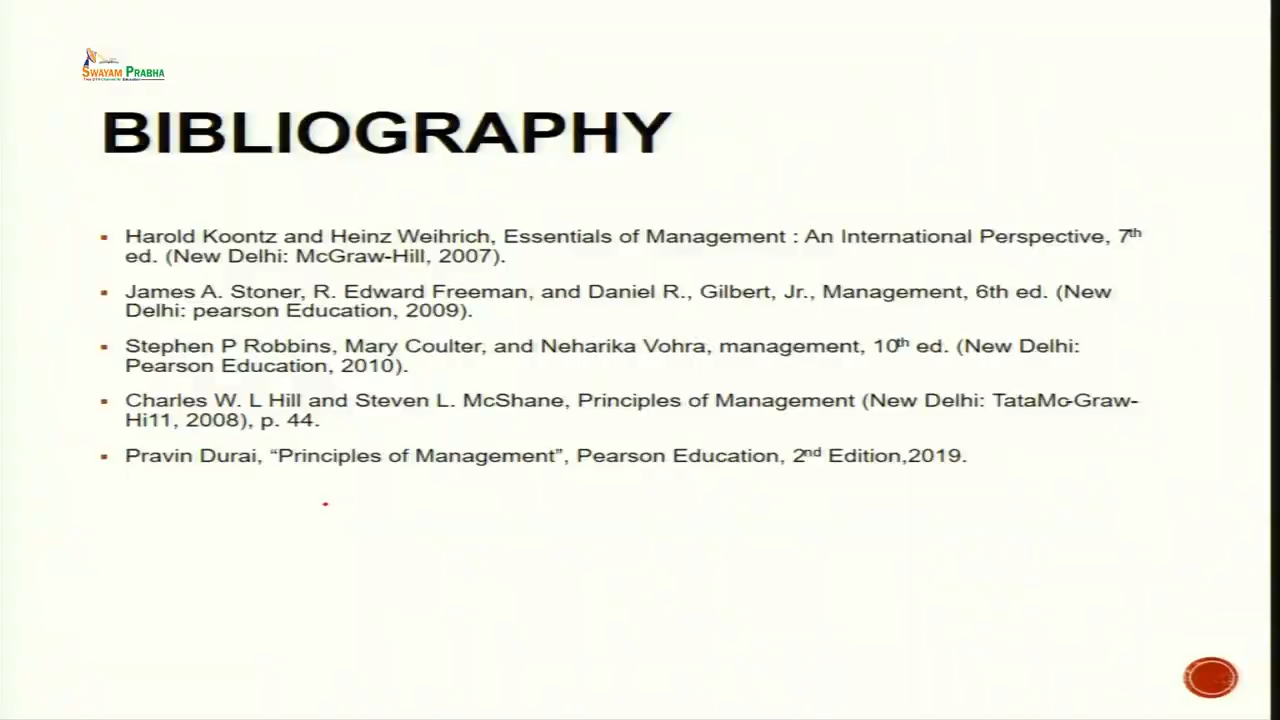 SWAYAM PRABHA
BIBLIOGRAPHY
▪ Harold Koontz and Heinz Weihrich, Essentials of Management : An International Perspective, 7th
ed. (New Delhi: McGraw-Hill, 2007).
▪ James A. Stoner, R. Edward Freeman, and Daniel R., Gilbert, Jr., Management, 6th ed. (New
Delhi: pearson Education, 2009).
▪ Stephen P Robbins, Mary Coulter, and Neharika Vohra, management, 10th ed. (New Delhi:
Pearson Education, 2010).
▪ Charles W. L Hill and Steven L. McShane, Principles of Management (New Delhi: TataMc-Graw-
Hi11, 2008), p. 44.
▪ Pravin Durai, “Principles of Management”, Pearson Education, 2nd Edition,2019.